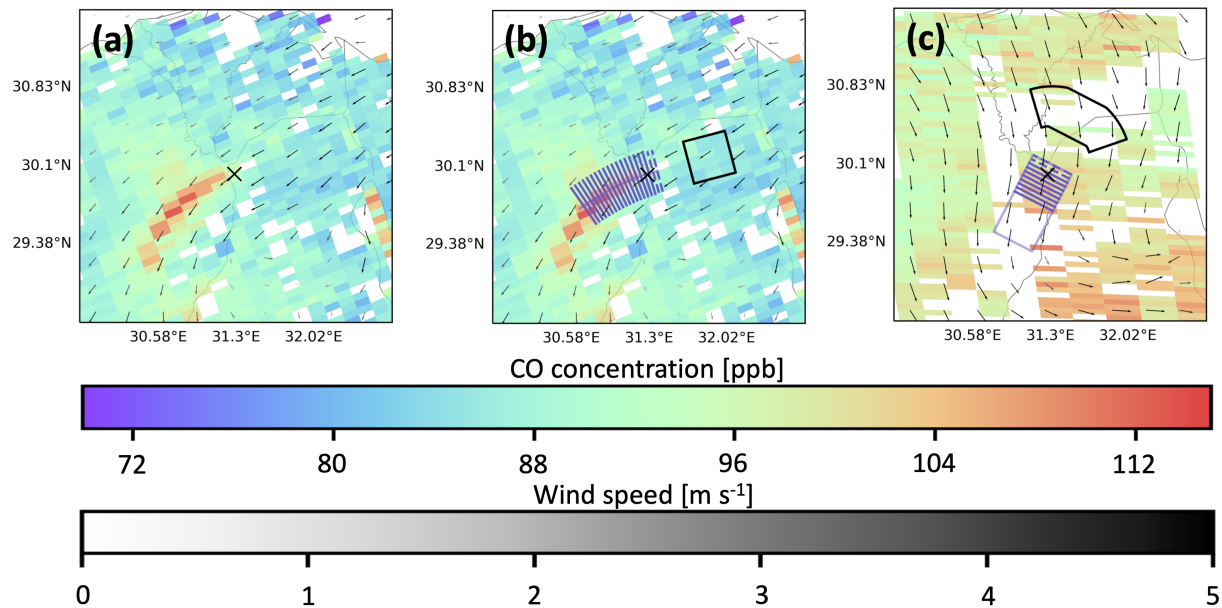 (a) (b) (c)
30.83°N 30.83°N 30.83°N
30.1°N 30.1°N 30.1°N
29.38°N 29.38°N 29.38°N
30.58°E 31.3°E 32.02°E 30.58°E 31.3°E 32.02°E 30.58°E 31.3°E 32.02°E
CO concentration [ppb]
72 80 88 96 104 112
Wind speed [m s-1]
0 1 2 3 4 5